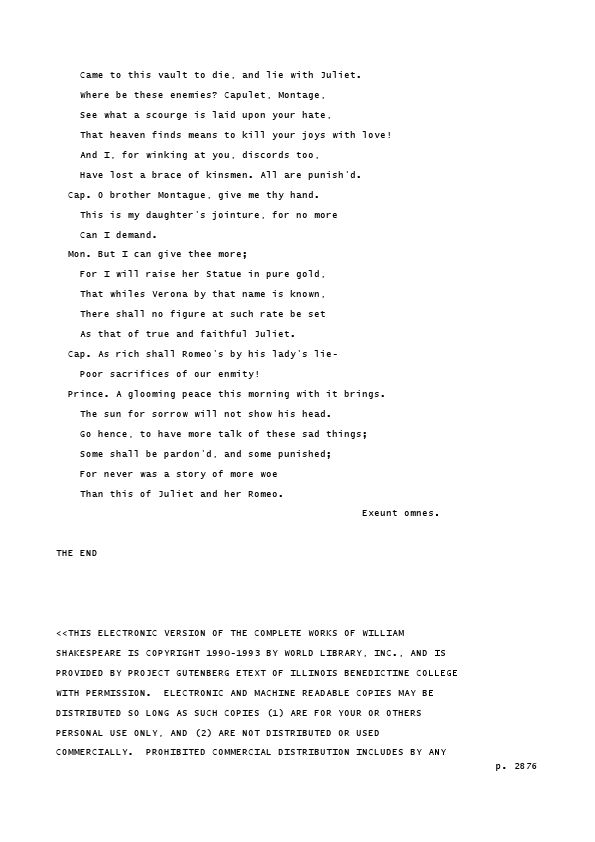 Came to this vault to die, and lie with Juliet.
Where be these enemies? Capulet, Montage,
See what a scourge is laid upon your hate,
That heaven finds means to kill your joys with love!
And I, for winking at you, discords too,
Have lost a brace of kinsmen. All are punish'd.
Cap. O brother Montague, give me thy hand.
This is my daughter's jointure, for no more
Can I demand.
Mon. But I can give thee more;
For I will raise her Statue in pure gold,
That whiles Verona by that name is known,
There shall no figure at such rate be set
As that of true and faithful Juliet.
Cap. As rich shall Romeo's by his lady's lie-
Poor sacrifices of our enmity!
Prince. A glooming peace this morning with it brings.
The sun for sorrow will not show his head.
Go hence, to have more talk of these sad things;
Some shall be pardon'd, and some punished;
For never was a story of more woe
Than this of Juliet and her Romeo.
Exeunt omnes.
THE END
<<THIS ELECTRONIC VERSION OF THE COMPLETE WORKS OF WILLIAM
SHAKESPEARE IS COPYRIGHT 1990-1993 BY WORLD LIBRARY, INC., AND IS
PROVIDED BY PROJECT GUTENBERG ETEXT OF ILLINOIS BENEDICTINE COLLEGE
WITH PERMISSION.  ELECTRONIC AND MACHINE READABLE COPIES MAY BE
DISTRIBUTED SO LONG AS SUCH COPIES (1) ARE FOR YOUR OR OTHERS
PERSONAL USE ONLY, AND (2) ARE NOT DISTRIBUTED OR USED
COMMERCIALLY.  PROHIBITED COMMERCIAL DISTRIBUTION INCLUDES BY ANY
p. 2876